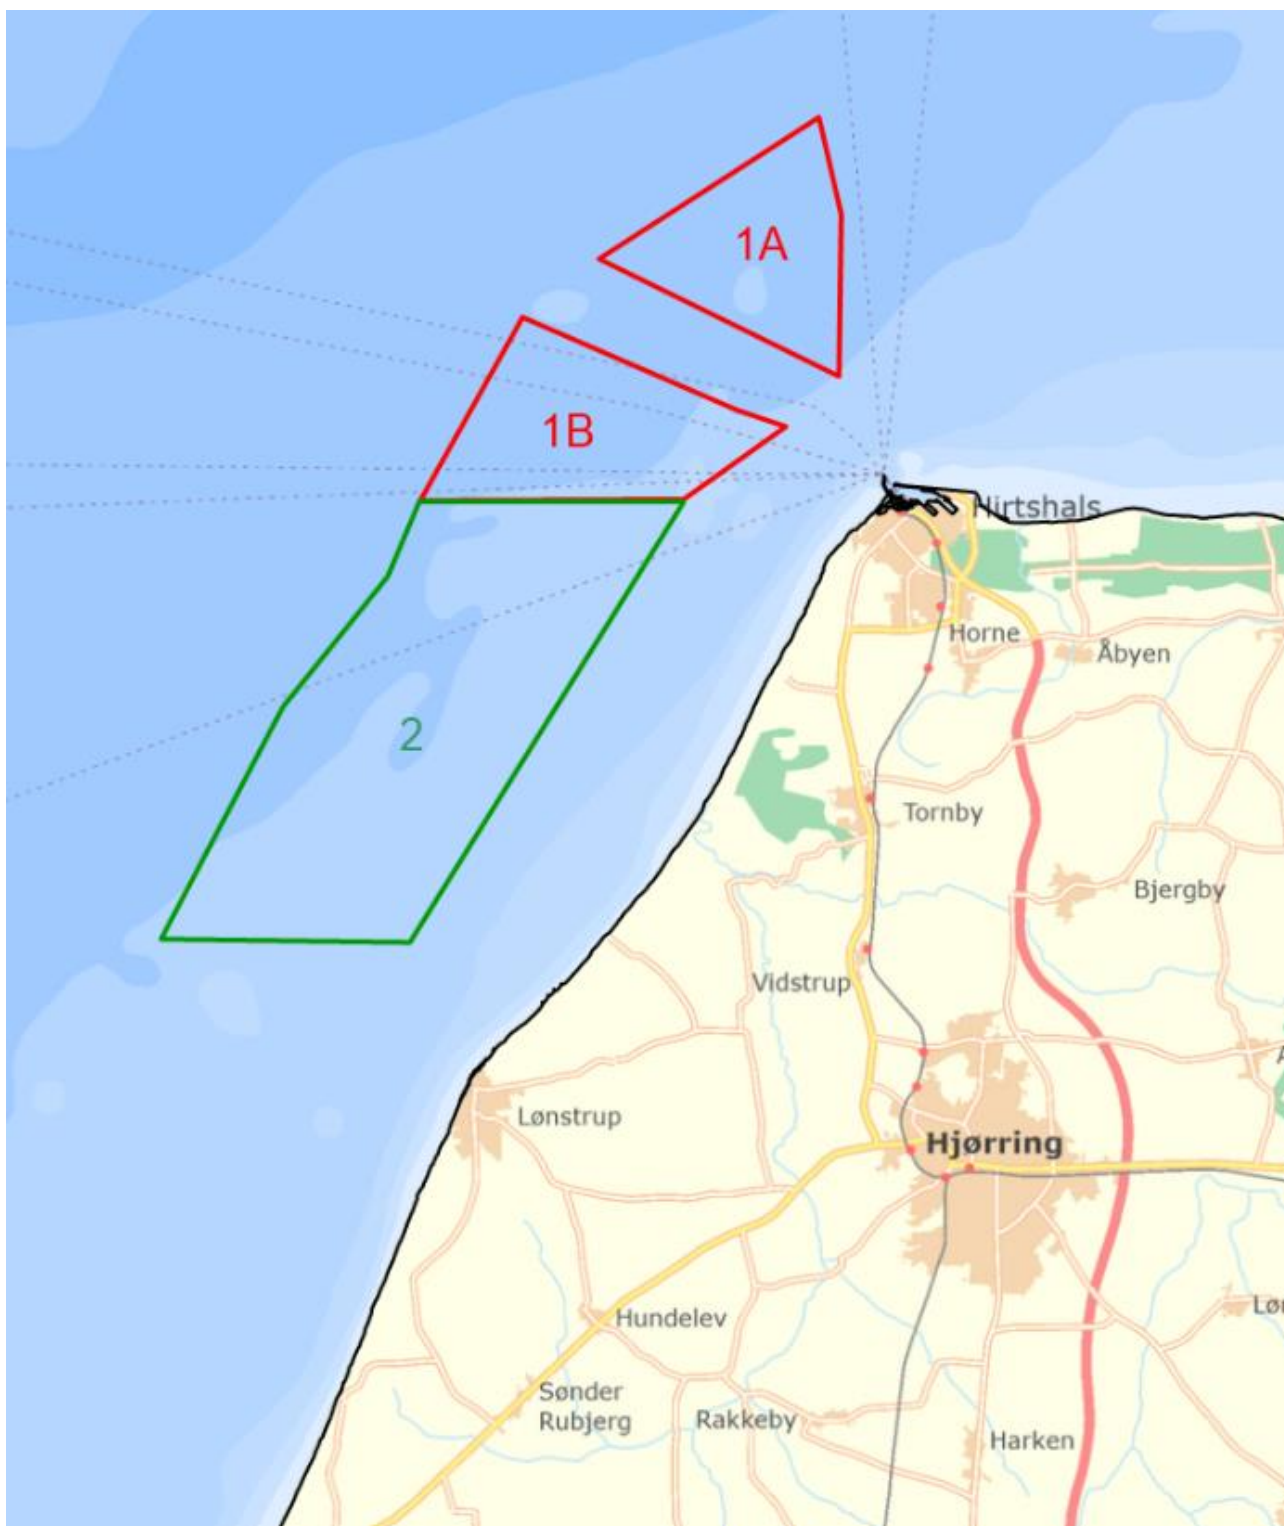 1A
1B
Hirtshals
Horne
Åbyen
2
Tornby
Bjergby
Vidstrup
Lønstrup
Hjørring
Hundelev
Sønder
Rubjerg
Rakkeby
Harken